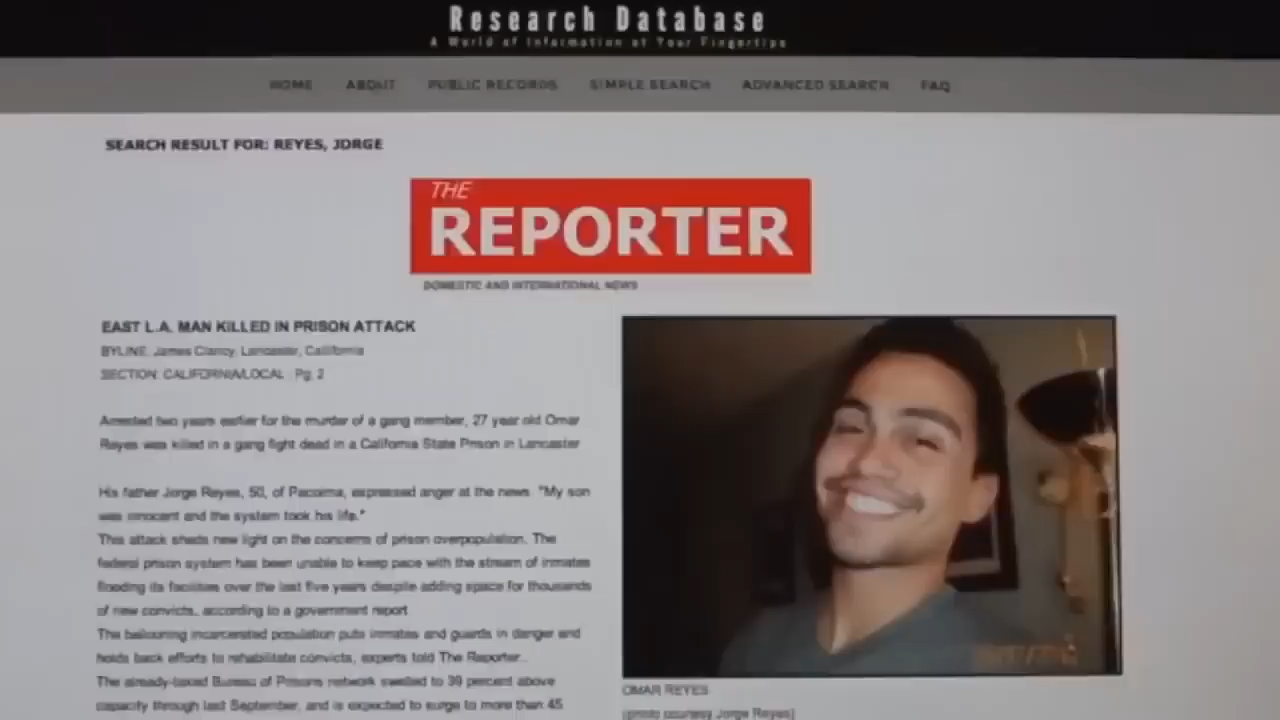 Research Database
A World of Information at Your Fingertips
HOME ABOUT PUBLIC RECORDS SIMPLE SEARCH ADVANCED SEARCH FAQ
SEARCH RESULT FOR: REYES, JORGE
THE
REPORTER
DOMESTIC AND INTERNATIONAL NEWS
EAST L.A. MAN KILLED IN PRISON ATTACK
BYLINE: James Clancy, Lancaster, California
SECTION: CALIFORNIA/LOCAL : Pg. 2
Arrested two years earlier for the murder of a gang member, 27 year old Omar
Reyes was killed in a gang fight dead in a California State Prison in Lancaster
His father Jorge Reyes, 50, of Pacoima, expressed anger at the news. "My son
was innocent and the system took his life."
This attack sheds new light on the concerns of prison overpopulation. The
federal prison system has been unable to keep pace with the stream of inmates
flooding its facilities over the last five years despite adding space for thousands
of new convicts, according to a government report
The ballooning incarcerated population puts inmates and guards in danger and
holds back efforts to rehabilitate convicts, experts told The Reporter.
The already-taxed Bureau of Prisons network swelled to 39 percent above
capacity through last September, and is expected to surge to more than 45
OMAR REYES
(photo courtesy Jorge Reyes)